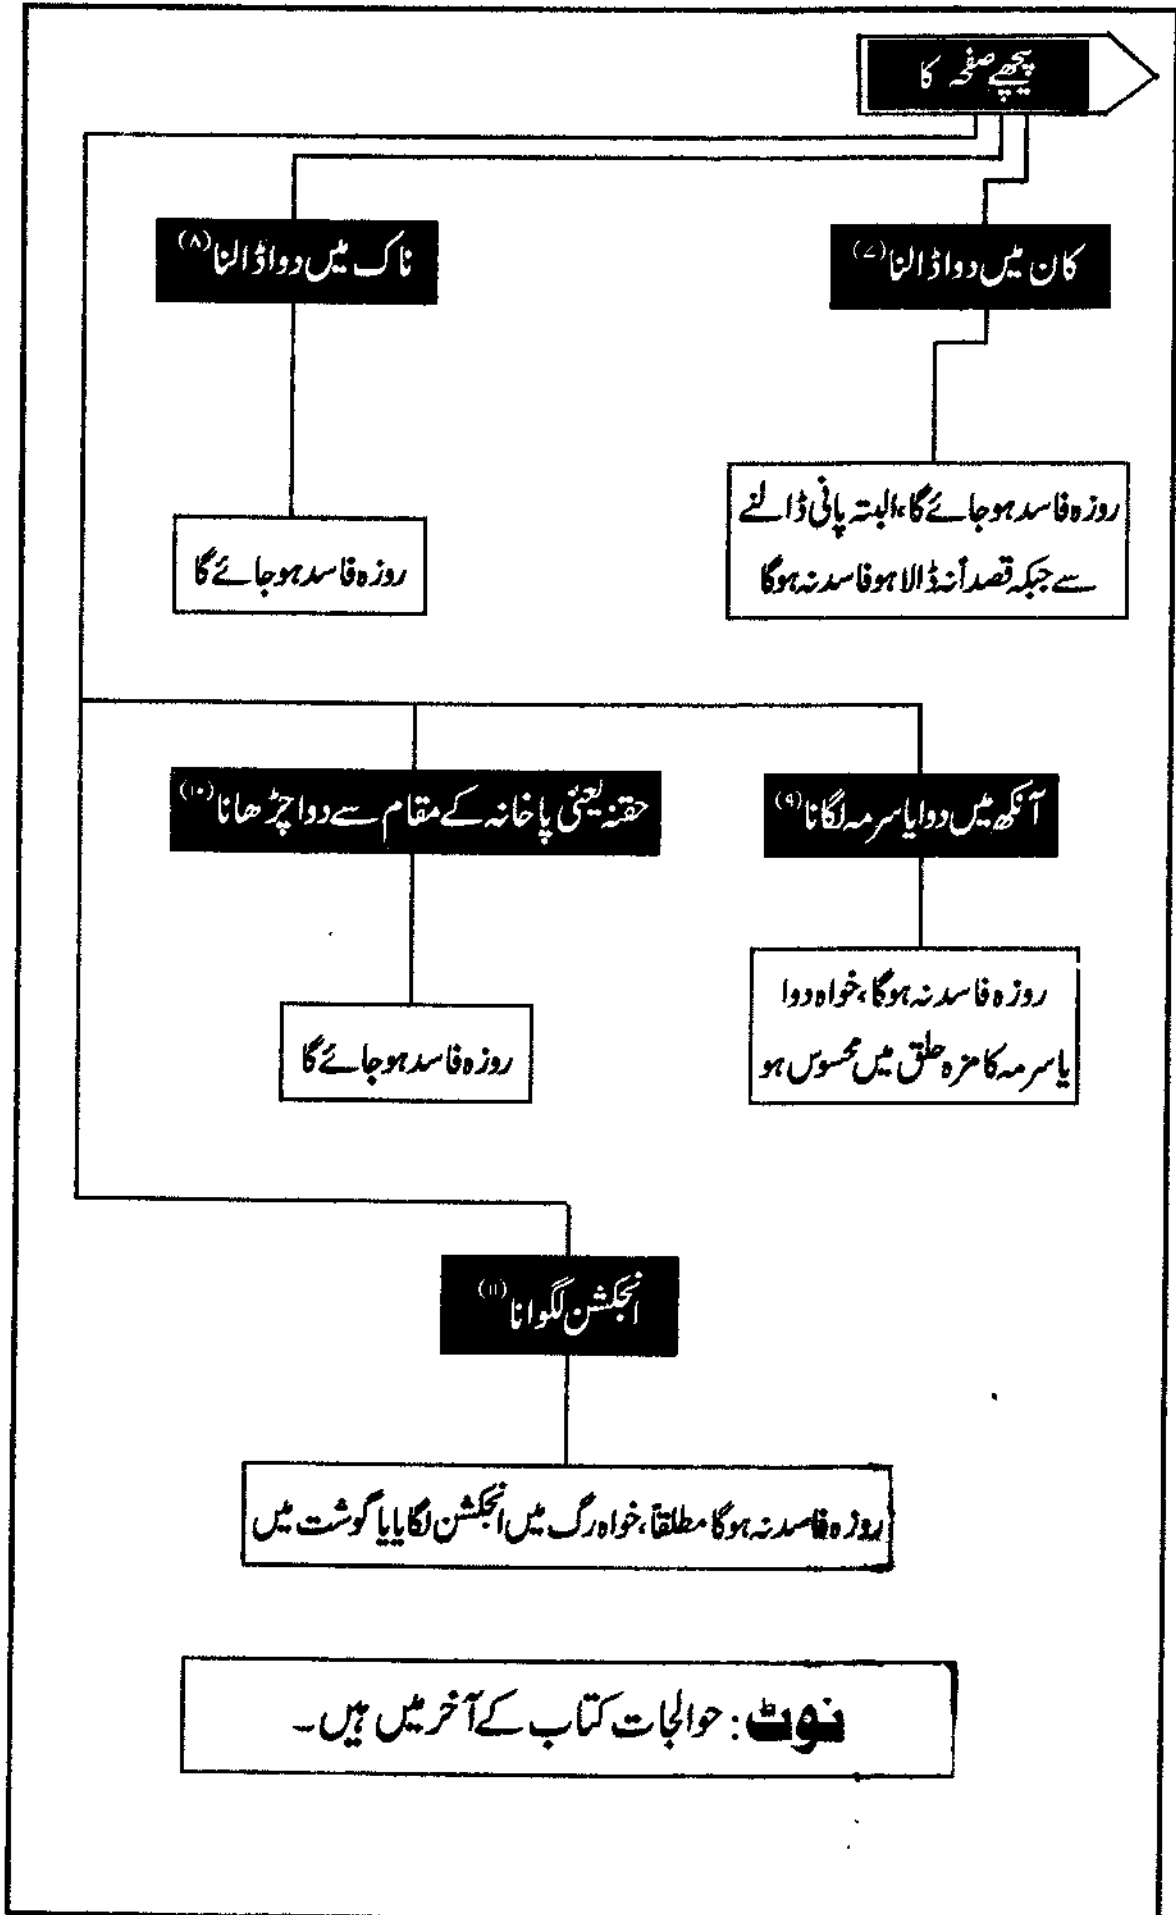 پیچھے صفحہ کا
کان میں دوا ڈالنا (۷)
ناک میں دوا ڈالنا (۸)
روزہ فاسد ہو جائے گا، البتہ پانی ڈالنے
سے جبکہ قصداً نہ ڈالا ہو فاسد نہ ہوگا
روزہ فاسد ہو جائے گا
آنکھ میں دوا یا سرمہ لگانا (۹)
حقنہ یعنی پاخانہ کے مقام سے دوا چڑھانا (۱۰)
روزہ فاسد نہ ہوگا، خواہ دوا
یا سرمہ کا مزہ حلق میں محسوس ہو
روزہ فاسد ہو جائے گا
انجکشن لگوانا (۱۱)
روزہ فاسد نہ ہوگا مطلقاً، خواہ رگ میں انجکشن لگایا یا گوشت میں
نوٹ: حوالجات کتاب کے آخر میں ہیں۔